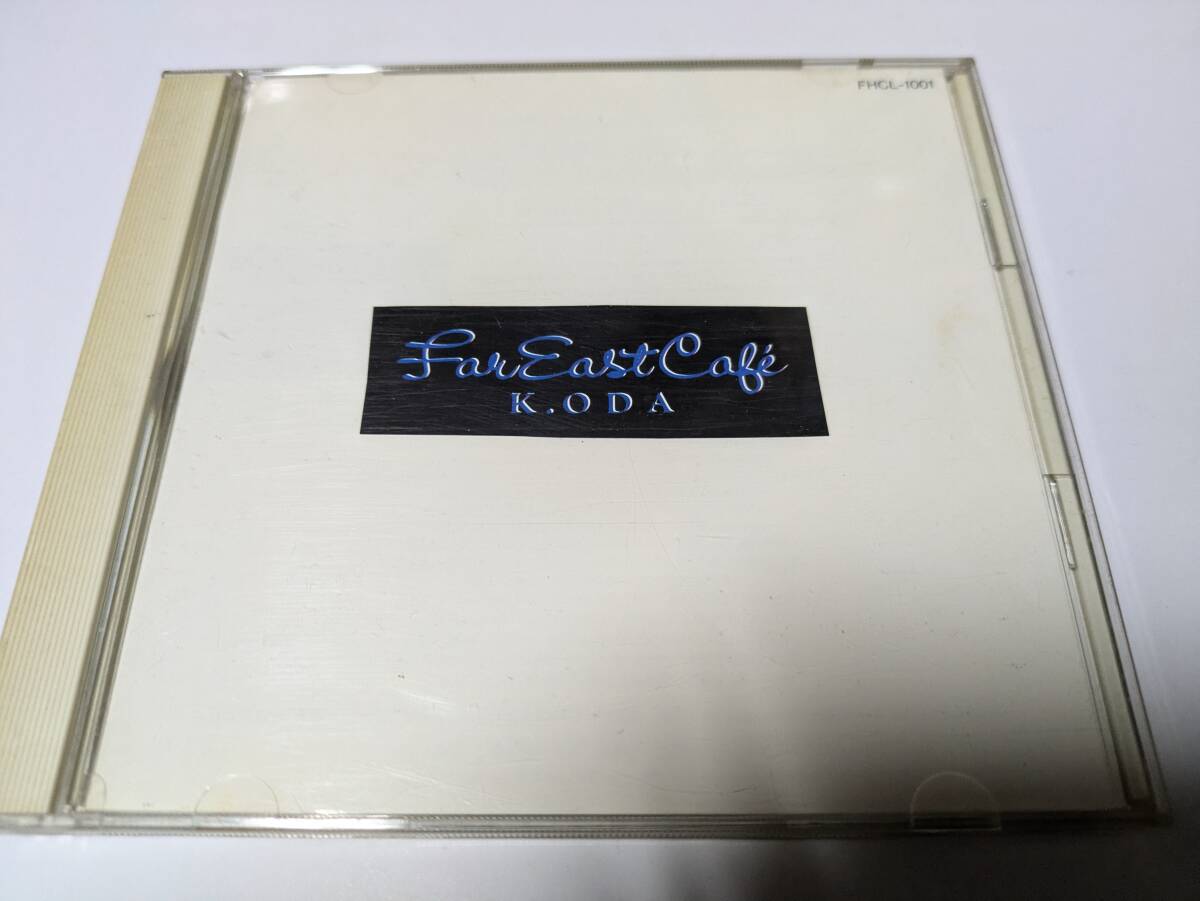 FHCL-1001
Far East Café
K.ODA